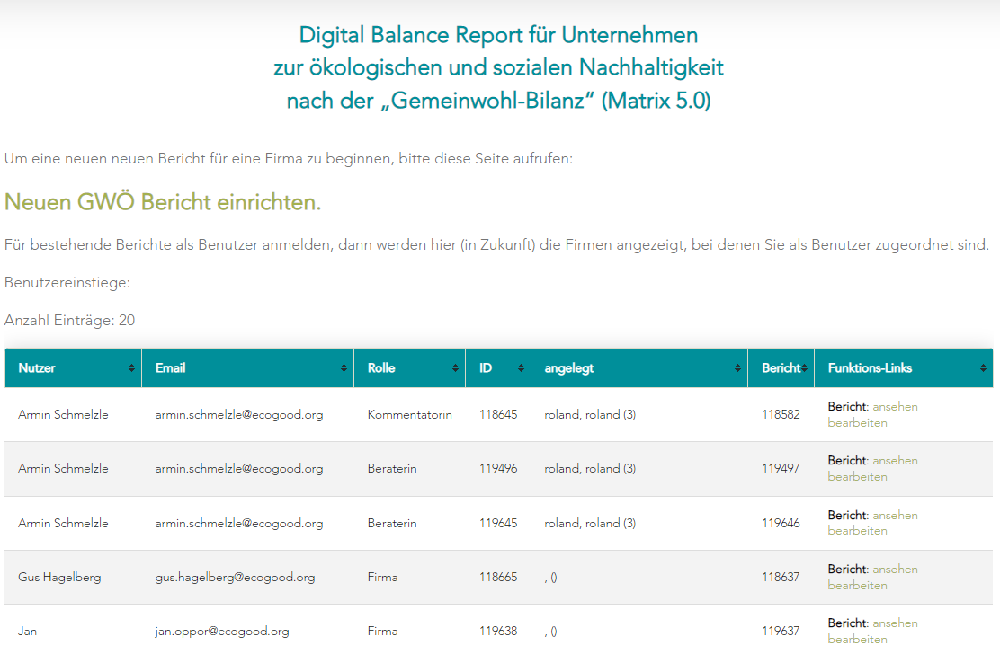 Digital Balance Report für Unternehmen
zur ökologischen und sozialen Nachhaltigkeit
nach der „Gemeinwohl-Bilanz“ (Matrix 5.0)
Um eine neuen neuen Bericht für eine Firma zu beginnen, bitte diese Seite aufrufen:
Neuen GWÖ Bericht einrichten.
Für bestehende Berichte als Benutzer anmelden, dann werden hier (in Zukunft) die Firmen angezeigt, bei denen Sie als Benutzer zugeordnet sind.
Benutzereinstiege:
Anzahl Einträge: 20
Nutzer Email Rolle ID angelegt Bericht Funktions-Links
Armin Schmelzle armin.schmelzle@ecogood.org Kommentatorin 118645 roland, roland (3) 118582 Bericht: ansehen
bearbeiten
Armin Schmelzle armin.schmelzle@ecogood.org Beraterin 119496 roland, roland (3) 119497 Bericht: ansehen
bearbeiten
Armin Schmelzle armin.schmelzle@ecogood.org Beraterin 119645 roland, roland (3) 119646 Bericht: ansehen
bearbeiten
Gus Hagelberg gus.hagelberg@ecogood.org Firma 118665 , () 118637 Bericht: ansehen
bearbeiten
Jan jan.oppor@ecogood.org Firma 119638 , () 119637 Bericht: ansehen
bearbeiten